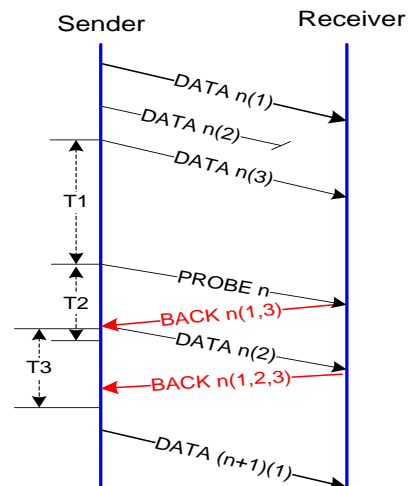 Sender
Receiver
DATA n(1)
DATA n(2)
DATA n(3)
T1
PROBE n
T2
BACK n(1,3)
DATA n(2)
T3
BACK n(1,2,3)
DATA (n+1)(1)